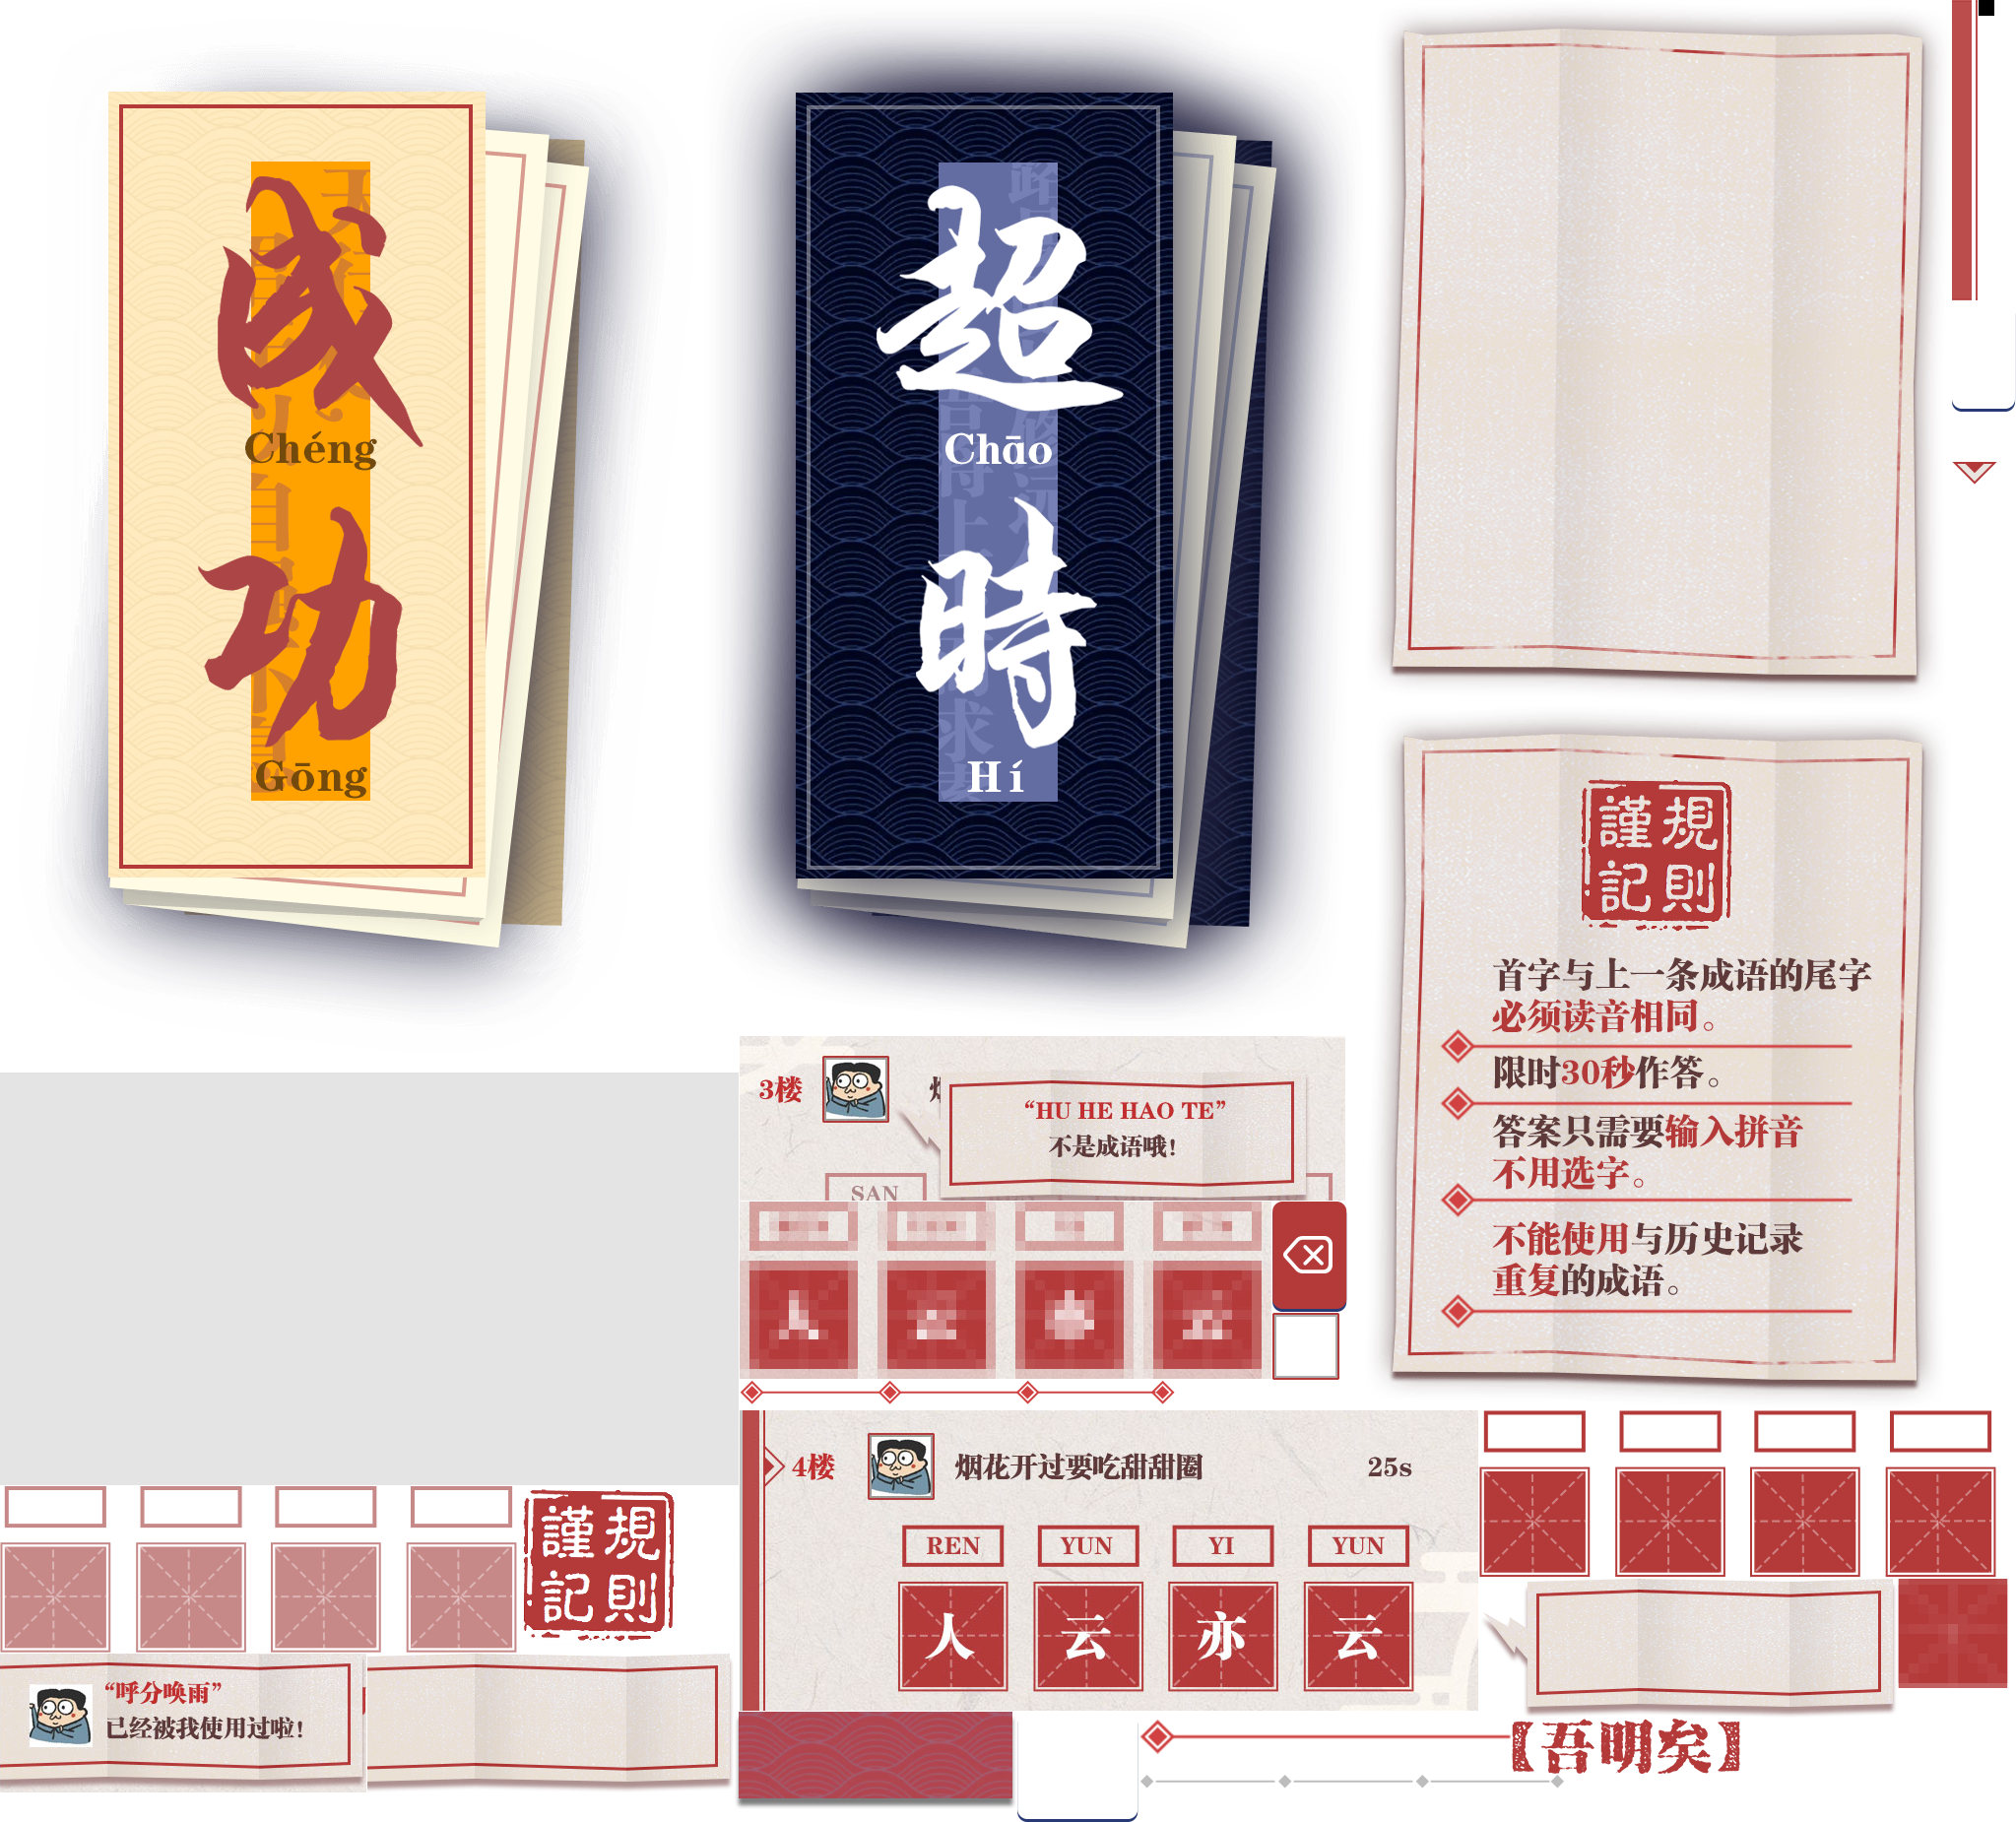 成
Chéng
功
Gōng
超
Chāo
時
Hí
規則
謹記
首字与上一条成语的尾字
必须读音相同。
限时30秒作答。
答案只需要输入拼音
不用选字。
不能使用与历史记录
重复的成语。
3楼
“HU HE HAO TE”
不是成语哦!
SAN
4楼 烟花开过要吃甜甜圈 25s
REN YUN YI YUN
人 云 亦 云
規則
謹記
“呼分唤雨”
已经被我使用过啦!
【吾明矣】